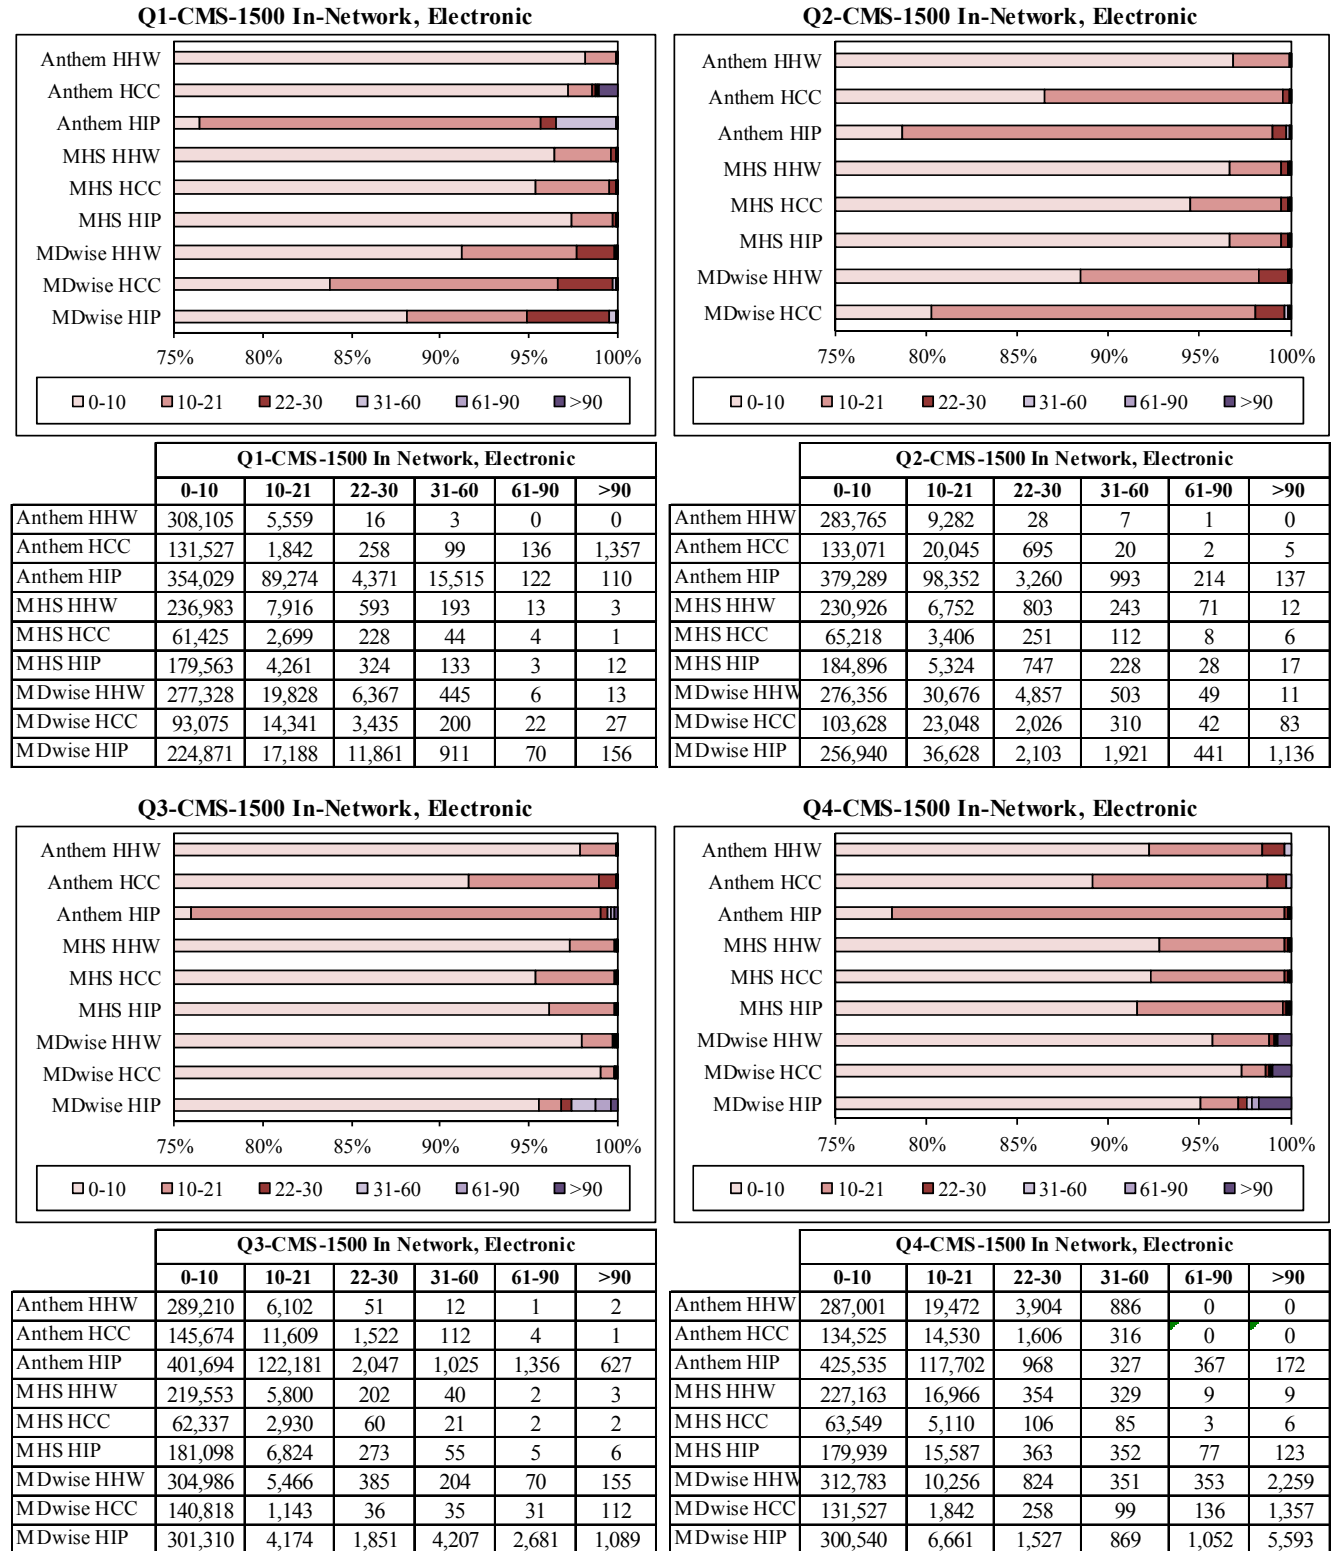 Q1-CMS-1500 In-Network, Electronic
Anthem HHW
Anthem HCC
Anthem HIP
MHS HHW
MHS HCC
MHS HIP
MDwise HHW
MDwise HCC
MDwise HIP
75% 80% 85% 90% 95% 100%
0-10 10-21 22-30 31-60 61-90 >90
Q1-CMS-1500 In Network, Electronic
0-10 10-21 22-30 31-60 61-90 >90
Anthem HHW 308,105 5,559 16 3 0 0
Anthem HCC 131,527 1,842 258 99 136 1,357
Anthem HIP 354,029 89,274 4,371 15,515 122 110
MHS HHW 236,983 7,916 593 193 13 3
MHS HCC 61,425 2,699 228 44 4 1
MHS HIP 179,563 4,261 324 133 3 12
MDwise HHW 277,328 19,828 6,367 445 6 13
MDwise HCC 93,075 14,341 3,435 200 22 27
MDwise HIP 224,871 17,188 11,861 911 70 156
Q2-CMS-1500 In-Network, Electronic
Anthem HHW
Anthem HCC
Anthem HIP
MHS HHW
MHS HCC
MHS HIP
MDwise HHW
MDwise HCC
75% 80% 85% 90% 95% 100%
0-10 10-21 22-30 31-60 61-90 >90
Q2-CMS-1500 In Network, Electronic
0-10 10-21 22-30 31-60 61-90 >90
Anthem HHW 283,765 9,282 28 7 1 0
Anthem HCC 133,071 20,045 695 20 2 5
Anthem HIP 379,289 98,352 3,260 993 214 137
MHS HHW 230,926 6,752 803 243 71 12
MHS HCC 65,218 3,406 251 112 8 6
MHS HIP 184,896 5,324 747 228 28 17
MDwise HHW 276,356 30,676 4,857 503 49 11
MDwise HCC 103,628 23,048 2,026 310 42 83
MDwise HIP 256,940 36,628 2,103 1,921 441 1,136
Q3-CMS-1500 In-Network, Electronic
Anthem HHW
Anthem HCC
Anthem HIP
MHS HHW
MHS HCC
MHS HIP
MDwise HHW
MDwise HCC
MDwise HIP
75% 80% 85% 90% 95% 100%
0-10 10-21 22-30 31-60 61-90 >90
Q3-CMS-1500 In Network, Electronic
0-10 10-21 22-30 31-60 61-90 >90
Anthem HHW 289,210 6,102 51 12 1 2
Anthem HCC 145,674 11,609 1,522 112 4 1
Anthem HIP 401,694 122,181 2,047 1,025 1,356 627
MHS HHW 219,553 5,800 202 40 2 3
MHS HCC 62,337 2,930 60 21 2 2
MHS HIP 181,098 6,824 273 55 5 6
MDwise HHW 304,986 5,466 385 204 70 155
MDwise HCC 140,818 1,143 36 35 31 112
MDwise HIP 301,310 4,174 1,851 4,207 2,681 1,089
Q4-CMS-1500 In-Network, Electronic
Anthem HHW
Anthem HCC
Anthem HIP
MHS HHW
MHS HCC
MHS HIP
MDwise HHW
MDwise HCC
MDwise HIP
75% 80% 85% 90% 95% 100%
0-10 10-21 22-30 31-60 61-90 >90
Q4-CMS-1500 In Network, Electronic
0-10 10-21 22-30 31-60 61-90 >90
Anthem HHW 287,001 19,472 3,904 886 0 0
Anthem HCC 134,525 14,530 1,606 316 0 0
Anthem HIP 425,535 117,702 968 327 367 172
MHS HHW 227,163 16,966 354 329 9 9
MHS HCC 63,549 5,110 106 85 3 6
MHS HIP 179,939 15,587 363 352 77 123
MDwise HHW 312,783 10,256 824 351 353 2,259
MDwise HCC 131,527 1,842 258 99 136 1,357
MDwise HIP 300,540 6,661 1,527 869 1,052 5,593